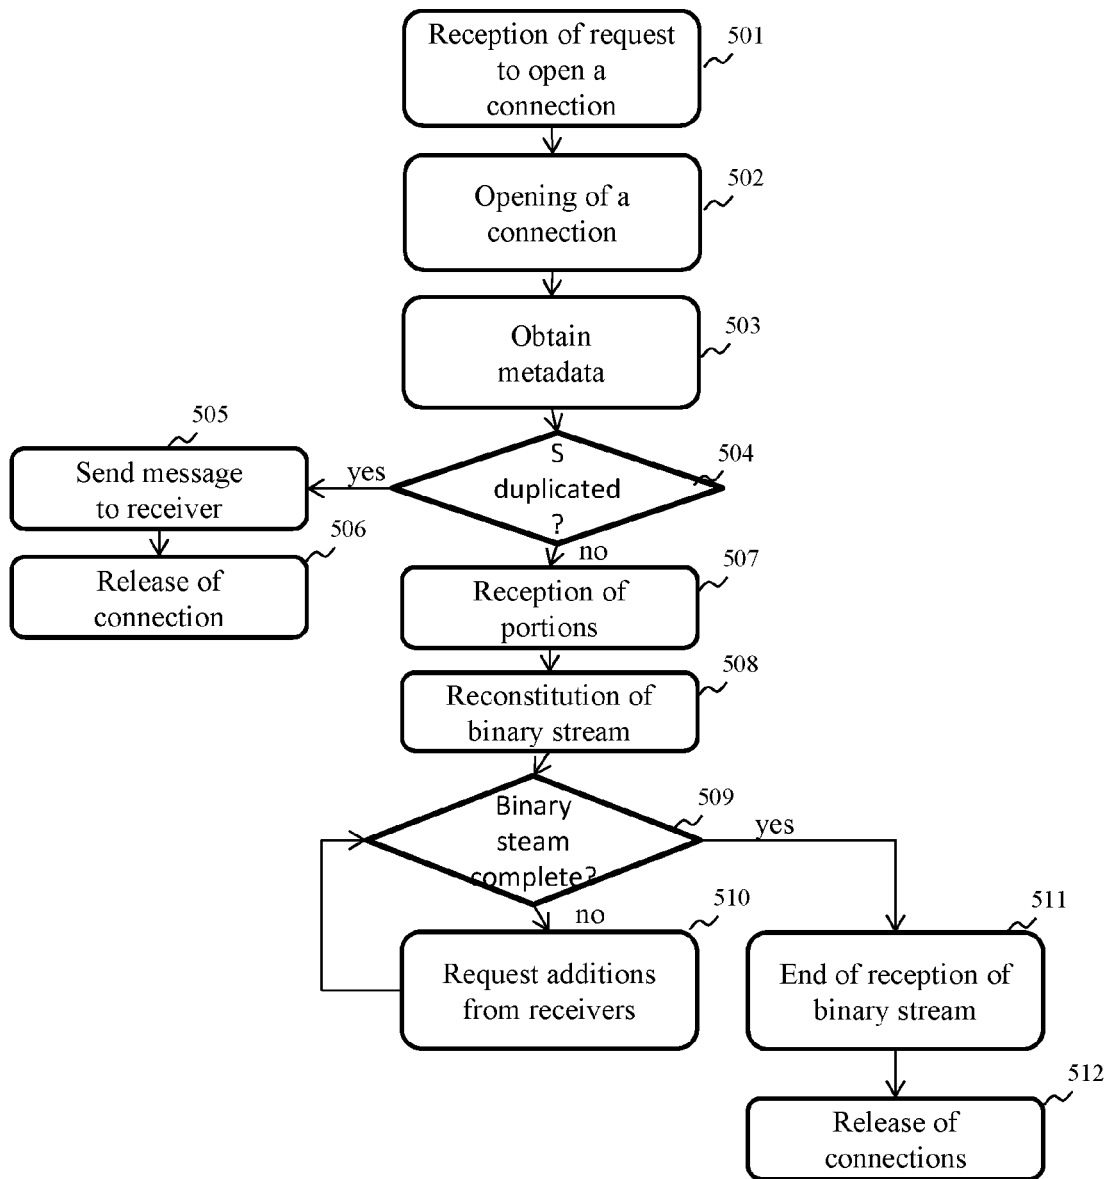 Reception of request
to open a
connection
501
Opening of a
connection
502
Obtain
metadata
503
S
duplicated
?
504
yes
505
Send message
to receiver
506
Release of
connection
no
507
Reception of
portions
508
Reconstitution of
binary stream
509
Binary
steam
complete?
yes
no
510
Request additions
from receivers
511
End of reception of
binary stream
512
Release of
connections